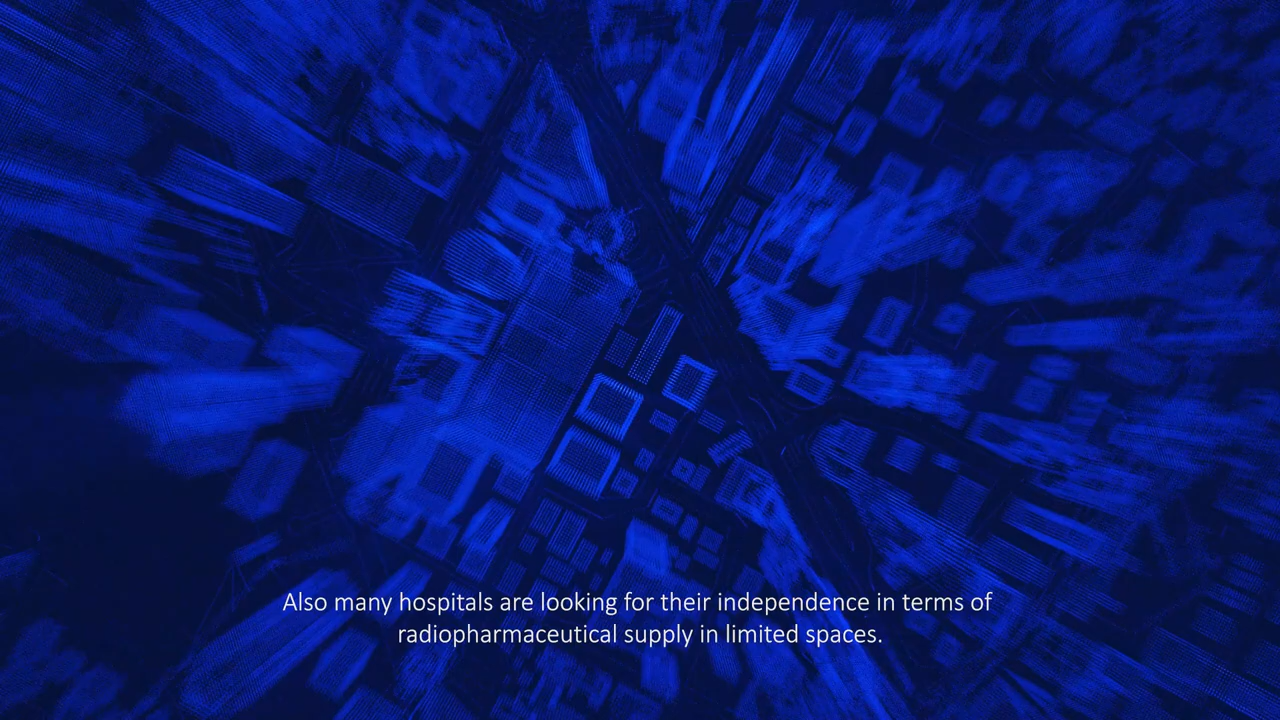 Also many hospitals are looking for their independence in terms of
radiopharmaceutical supply in limited spaces.